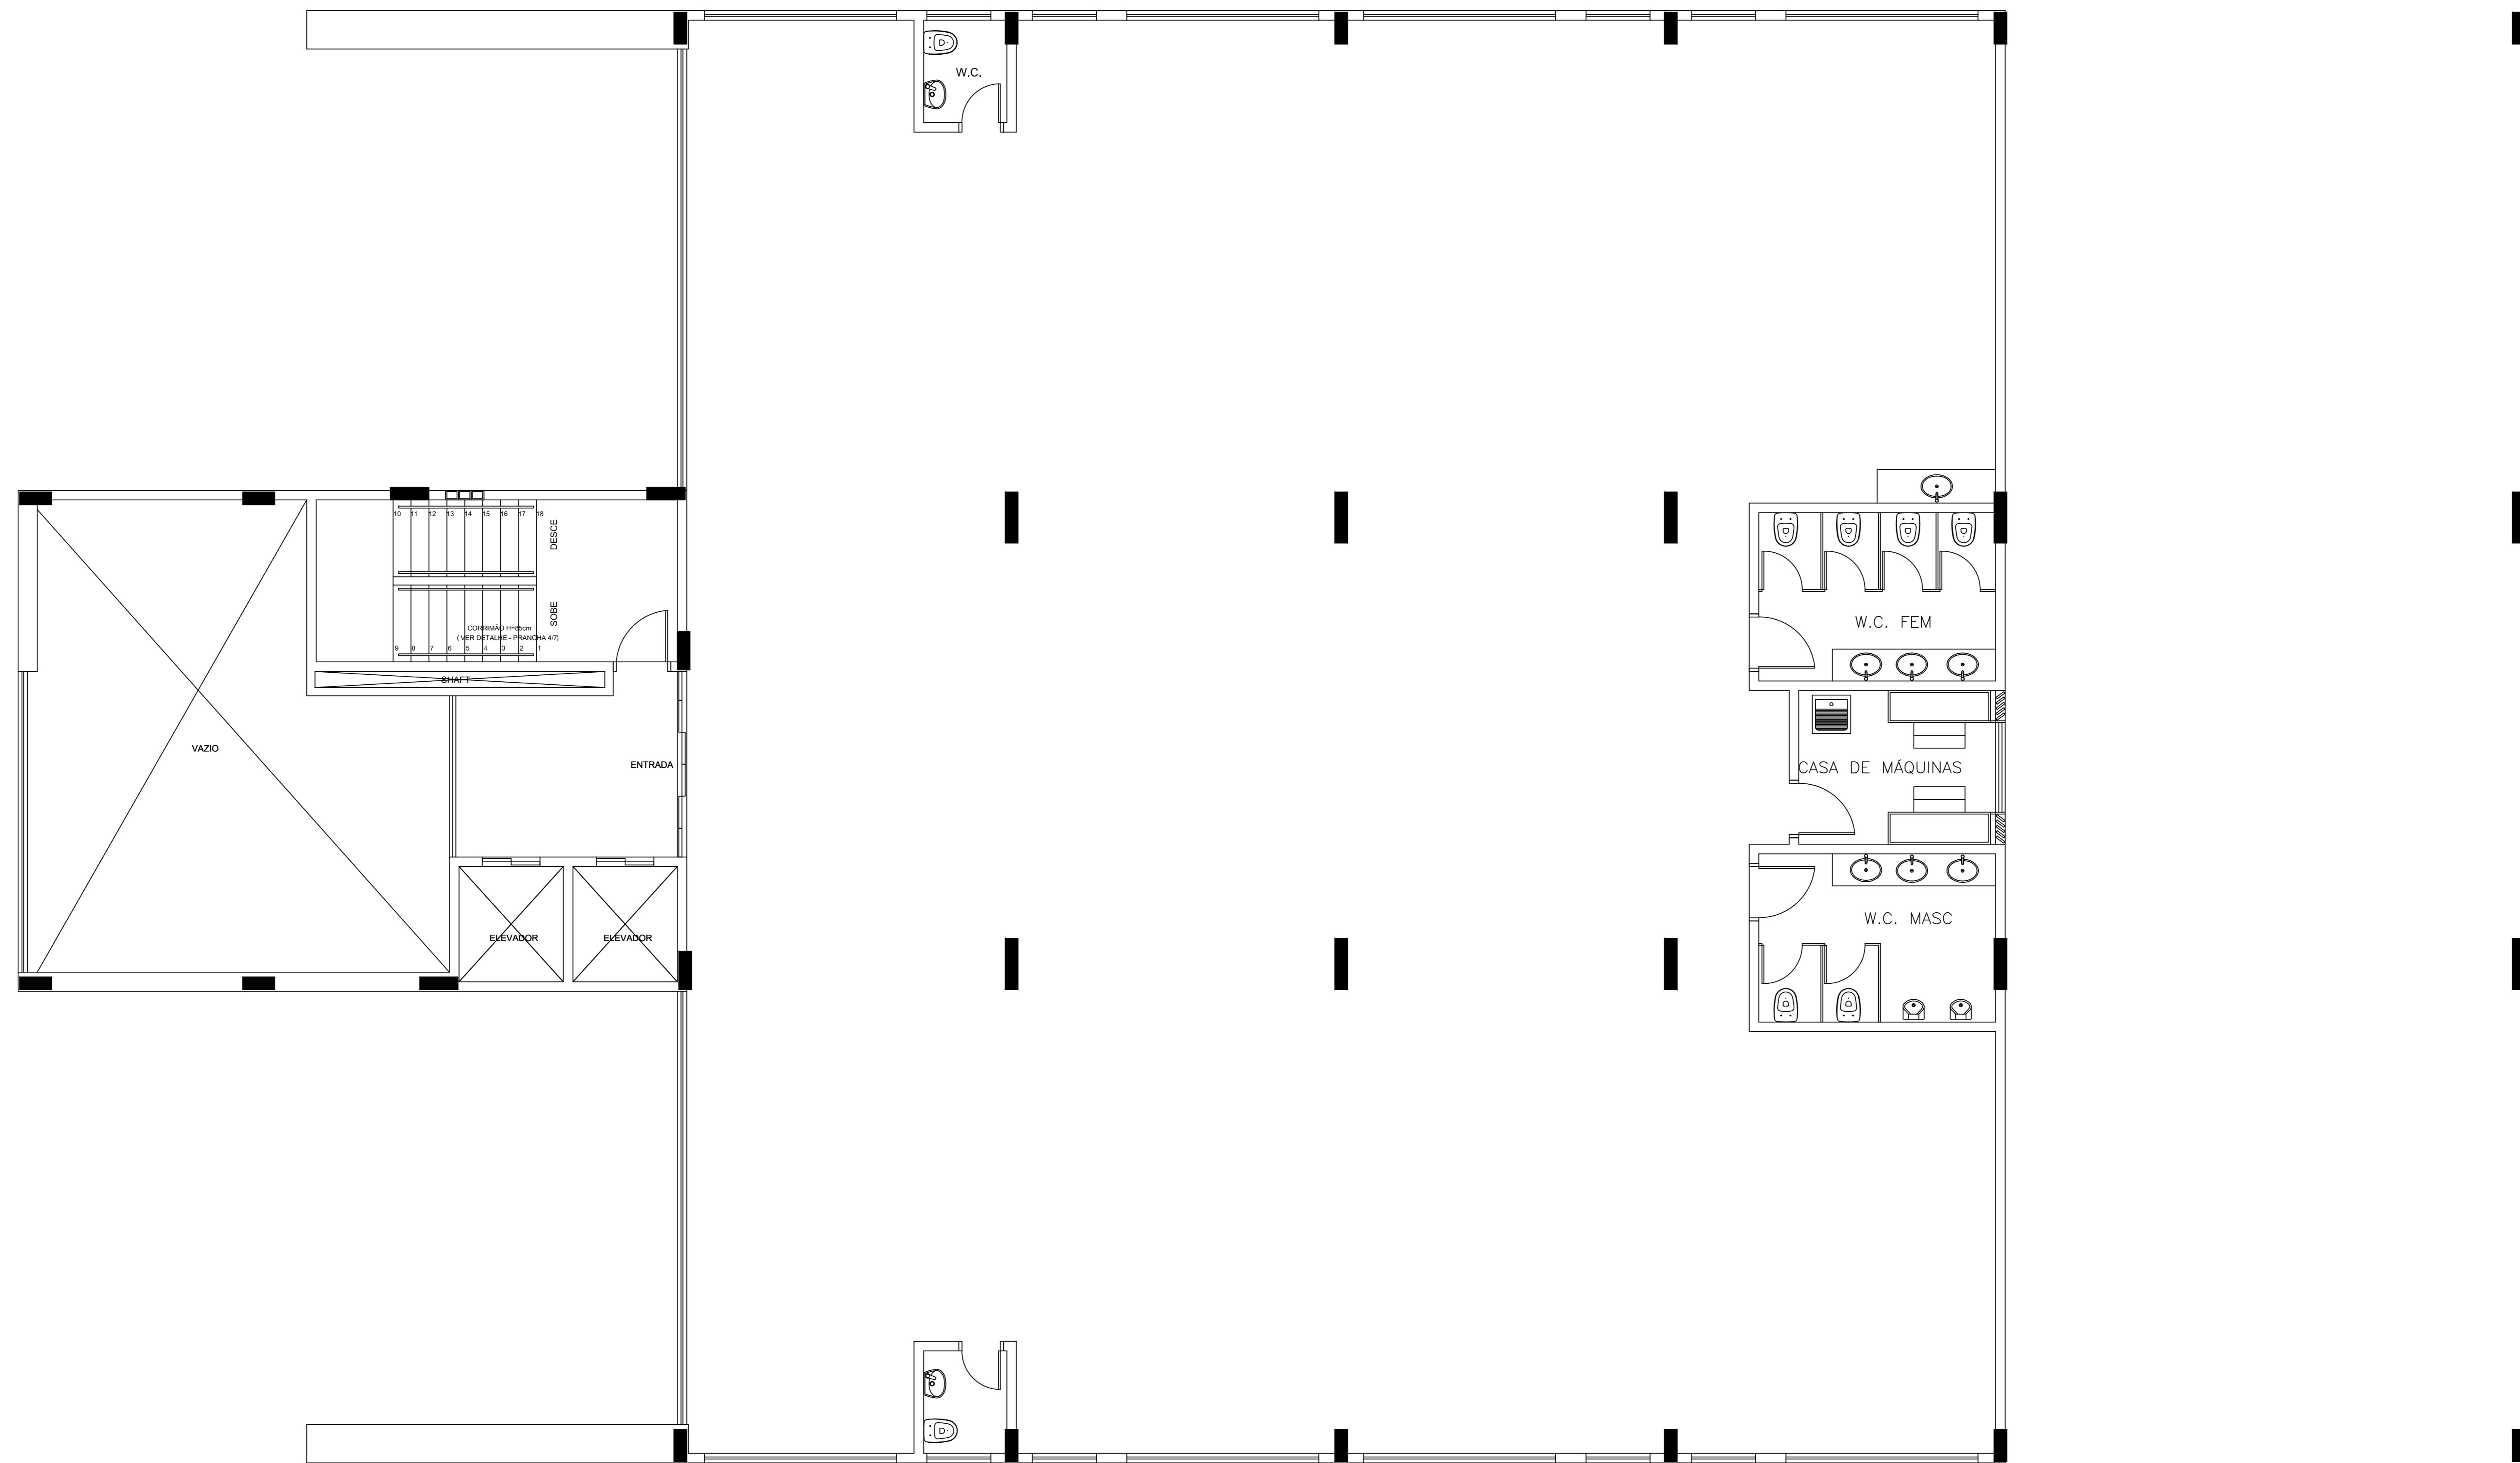 W.C.
10 11 12 13 14 15 16 17 18
DESCE
SOBE
CORRIMÃO H=85cm
( VER DETALHE - PRANCHA 4/7)
9 8 7 6 5 4 3 2 1
SHAFT
VAZIO
ENTRADA
ELEVADOR
ELEVADOR
W.C. FEM
CASA DE MÁQUINAS
W.C. MASC